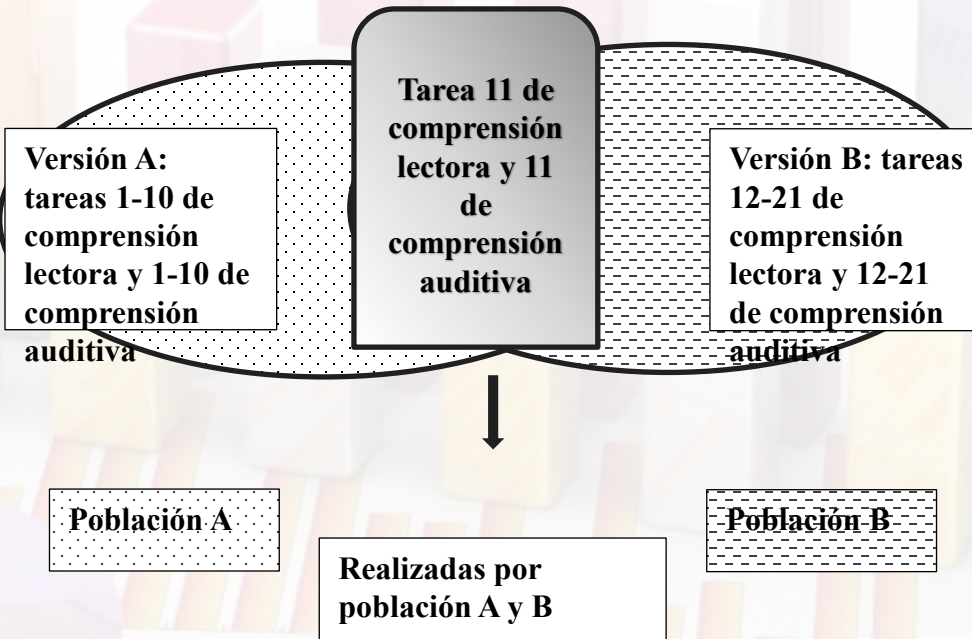 Versión A:
tareas 1-10 de
comprensión
lectora y 1-10 de
comprensión
auditiva
Tarea 11 de
comprensión
lectora y 11
de
comprensión
auditiva
Versión B: tareas
12-21 de
comprensión
lectora y 12-21
de comprensión
auditiva
Población A
Realizadas por
población A y B
Población B